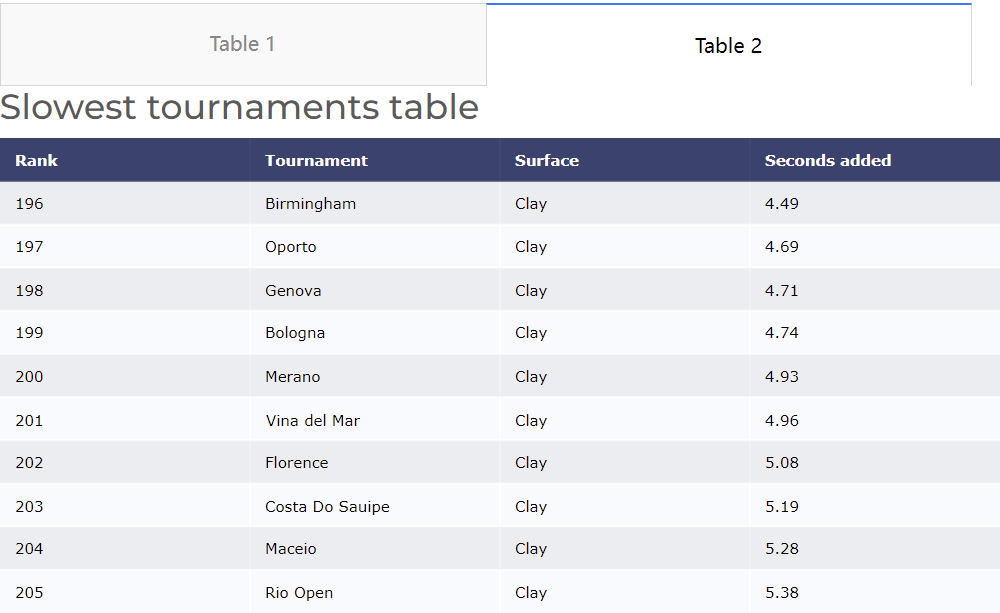 Table 1
Table 2
Slowest tournaments table
Rank Tournament Surface Seconds added
196 Birmingham Clay 4.49
197 Oporto Clay 4.69
198 Genova Clay 4.71
199 Bologna Clay 4.74
200 Merano Clay 4.93
201 Vina del Mar Clay 4.96
202 Florence Clay 5.08
203 Costa Do Sauipe Clay 5.19
204 Maceio Clay 5.28
205 Rio Open Clay 5.38